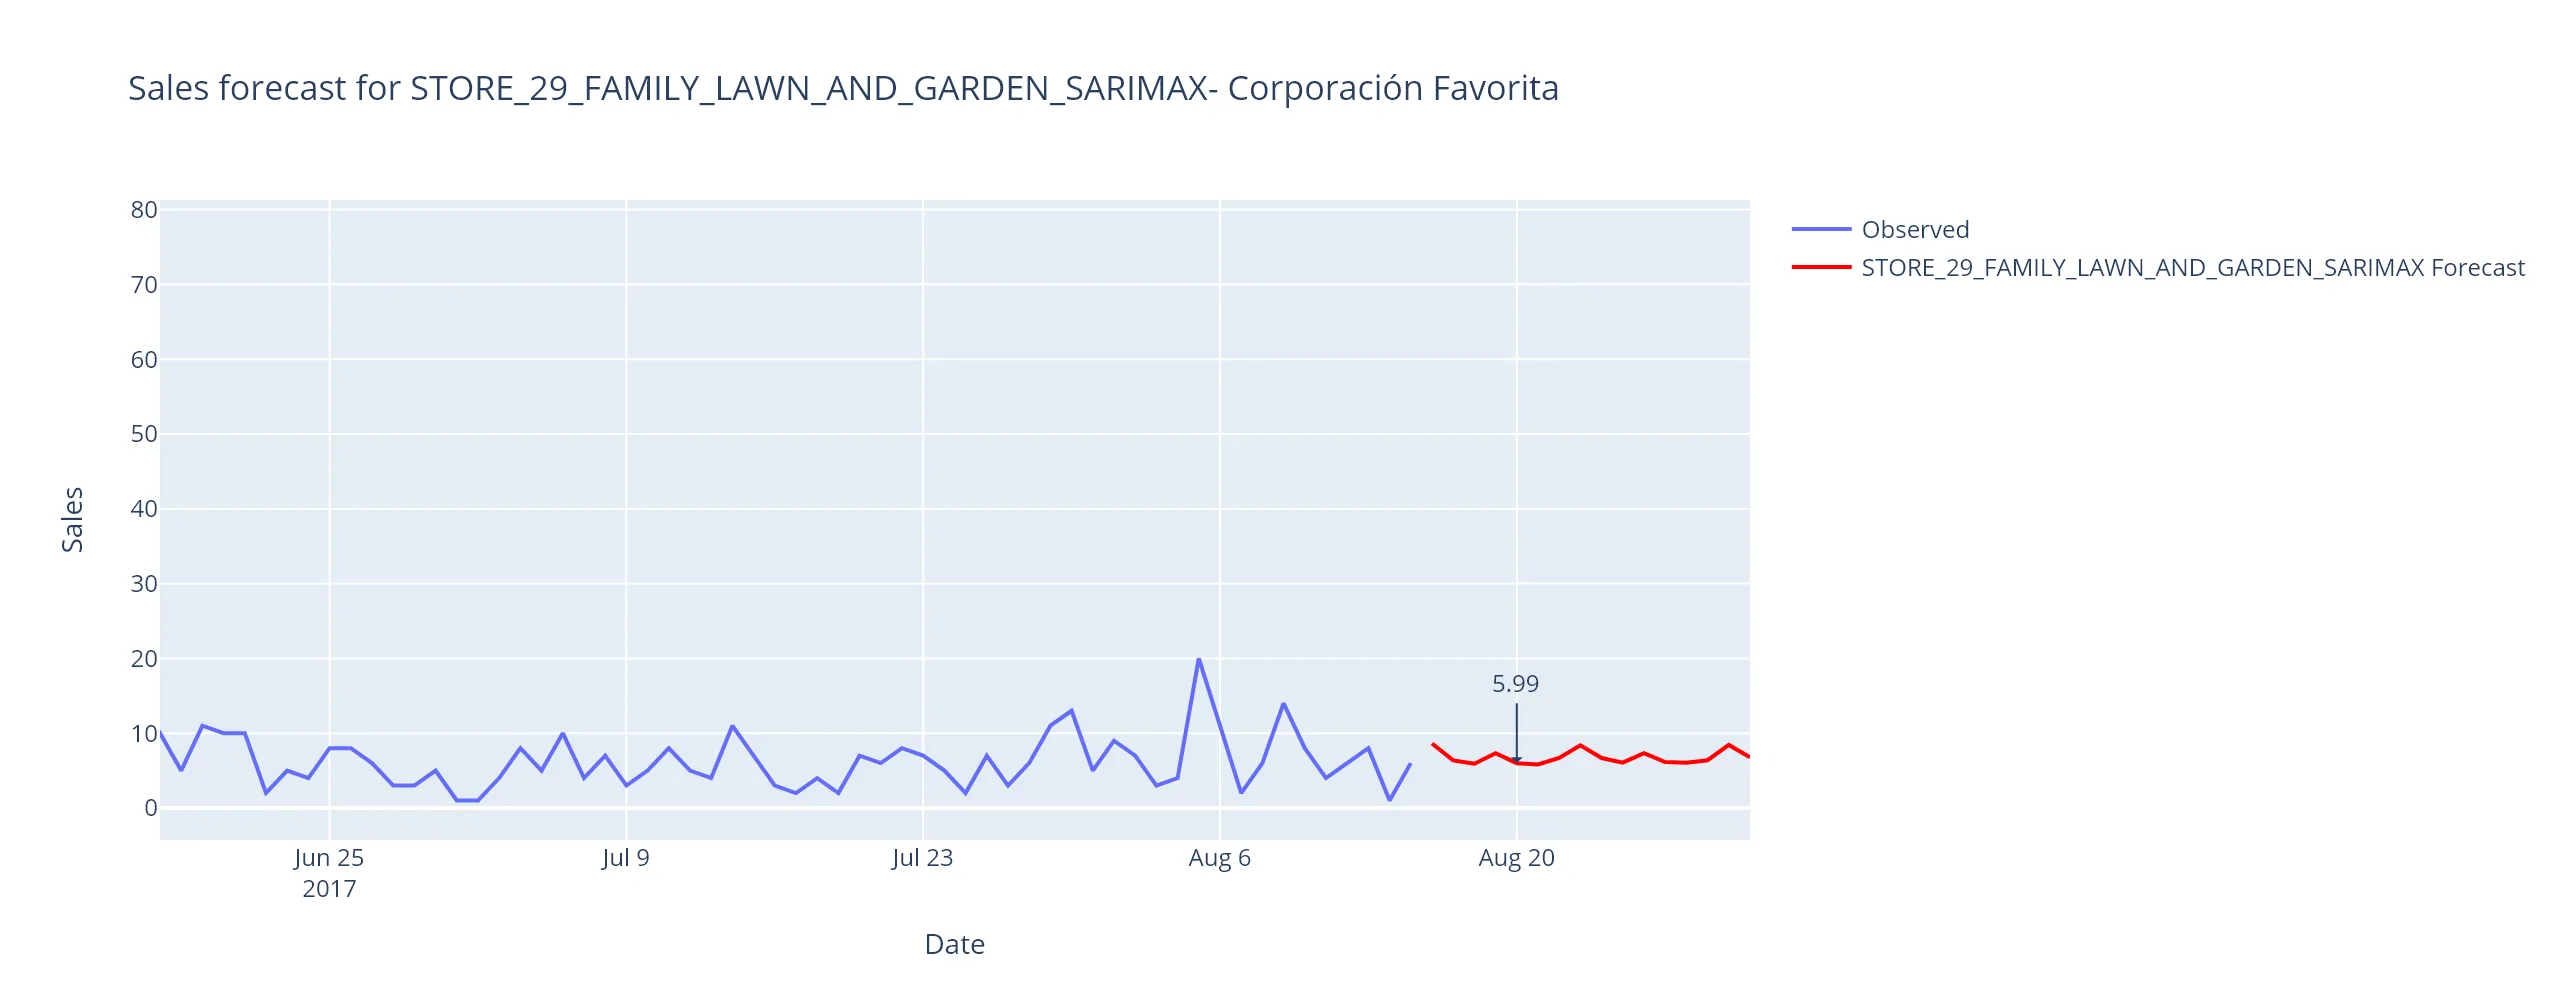 Sales forecast for STORE_29_FAMILY_LAWN_AND_GARDEN_SARIMAX- Corporación Favorita
Observed
STORE_29_FAMILY_LAWN_AND_GARDEN_SARIMAX Forecast
80
70
60
50
40
30
20
10
0
Sales
5.99
Jun 25
2017
Jul 9
Jul 23
Aug 6
Aug 20
Date